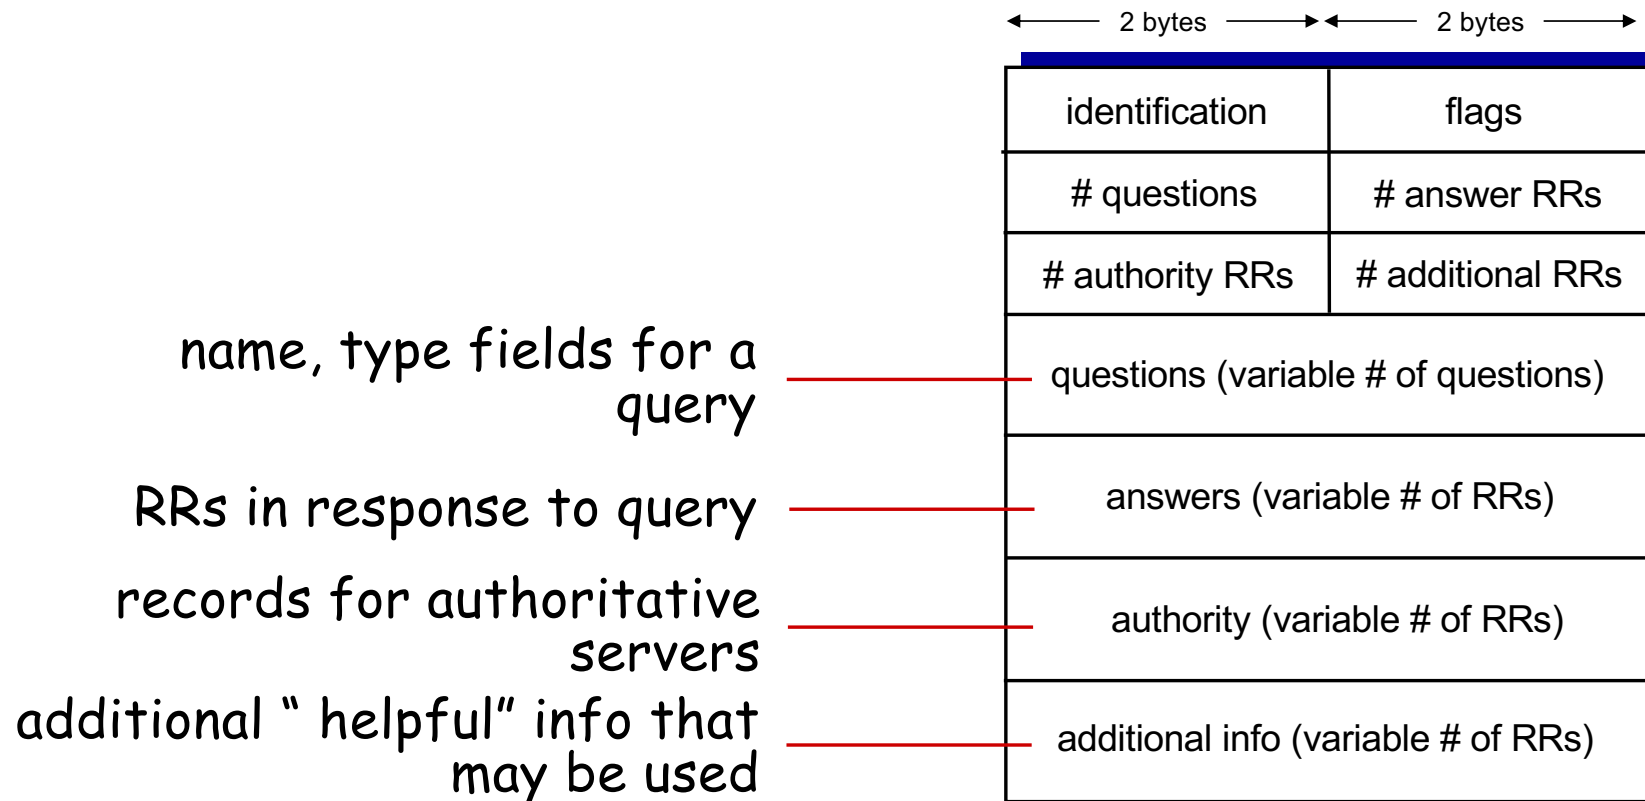 2 bytes 2 bytes
identification flags
# questions # answer RRs
# authority RRs # additional RRs
name, type fields for a
query
questions (variable # of questions)
RRs in response to query
answers (variable # of RRs)
records for authoritative
servers
authority (variable # of RRs)
additional “ helpful” info that
may be used
additional info (variable # of RRs)